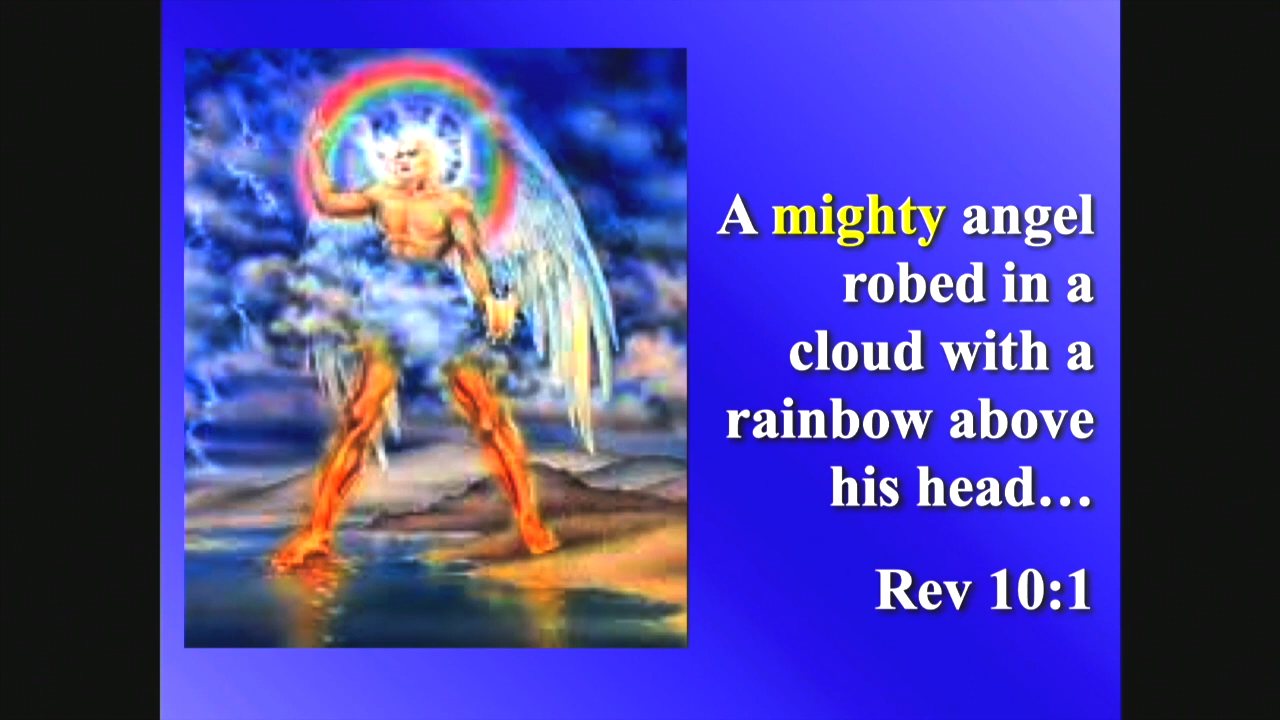 A mighty angel
robed in a
cloud with a
rainbow above
his head…
Rev 10:1